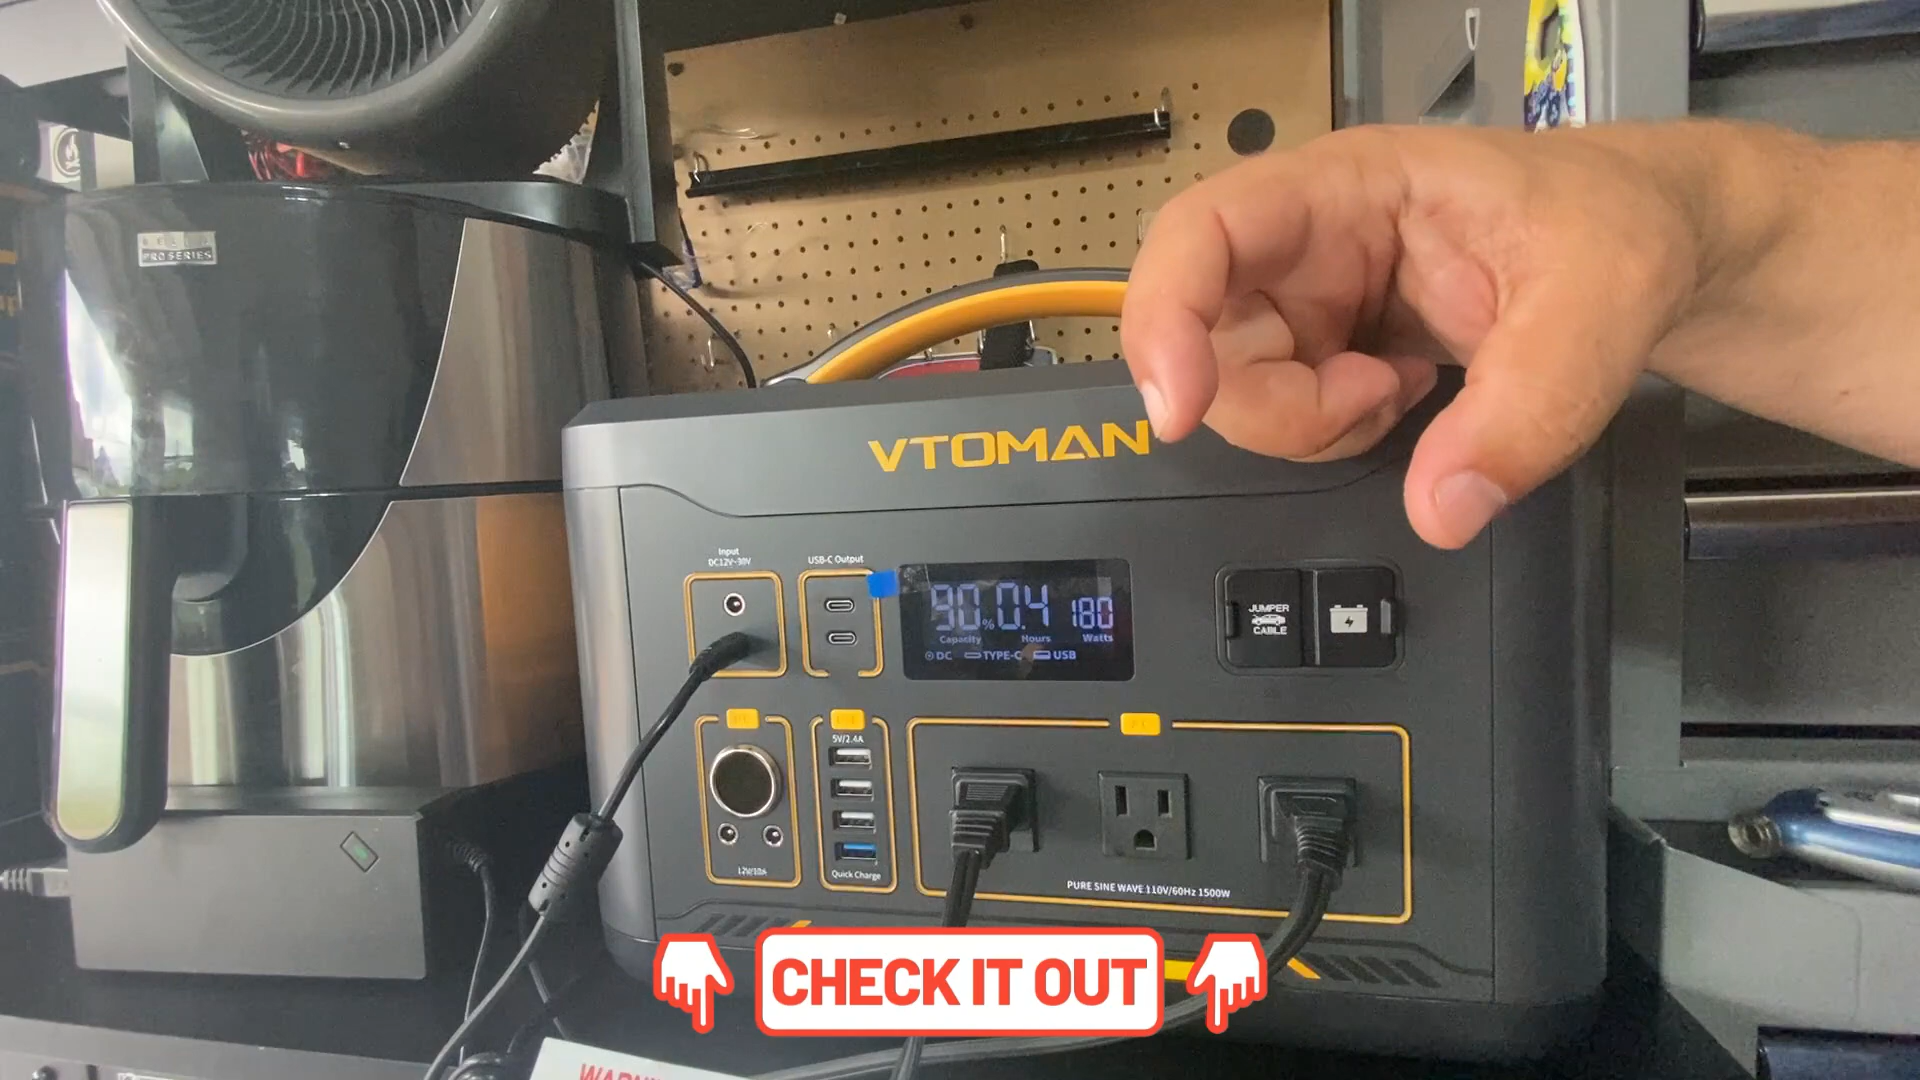 BELLA
PRO SERIES
VTOMAN
Input
DC12V~30V
USB-C Output
90%
0.4
180
Capacity
Hours
Watts
DC
TYPE-C
USB
JUMPER
CABLE
5V/2.4A
12V/10A
Quick Charge
PURE SINE WAVE 110V/60Hz 1500W
CHECK IT OUT